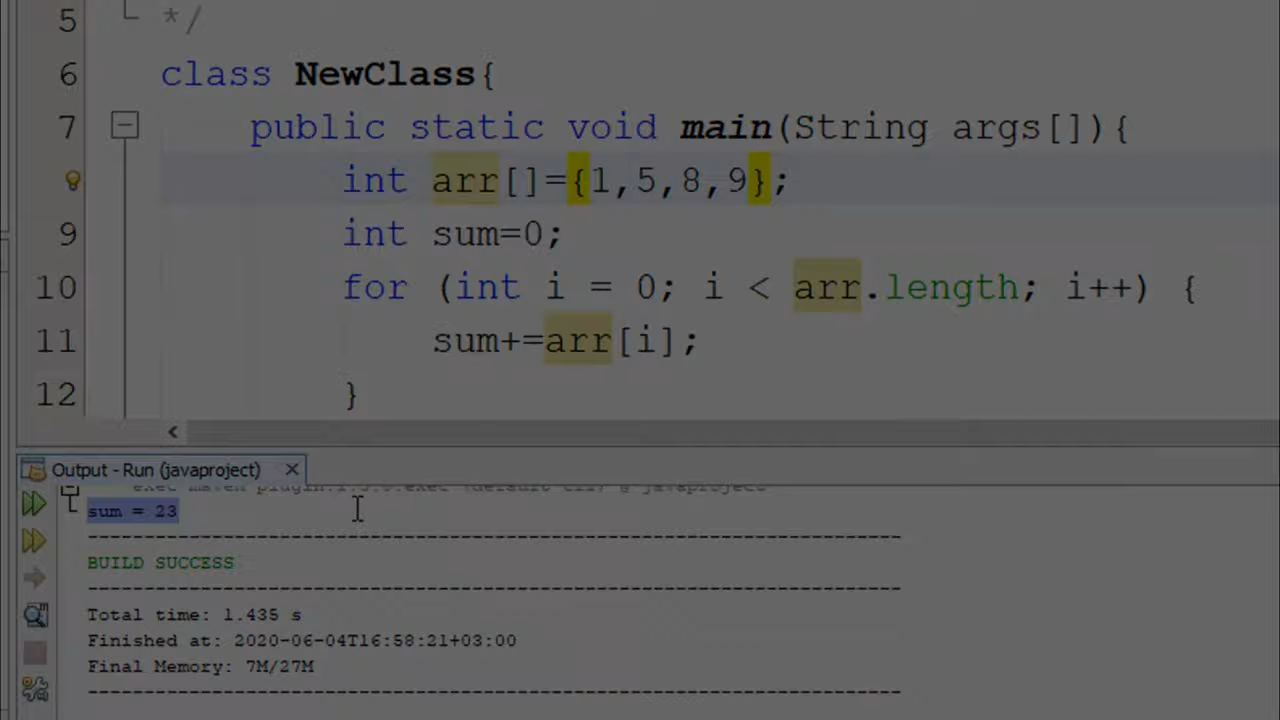 5 */
6 class NewClass{
7 public static void main(String args[]){
int arr[]={1,5,8,9};
9 int sum=0;
10 for (int i = 0; i < arr.length; i++) {
11 sum+=arr[i];
12 }
Output - Run (javaproject)
sum = 23
------------------------------------------------------------------------
BUILD SUCCESS
------------------------------------------------------------------------
Total time: 1.435 s
Finished at: 2020-06-04T16:58:21+03:00
Final Memory: 7M/27M
------------------------------------------------------------------------